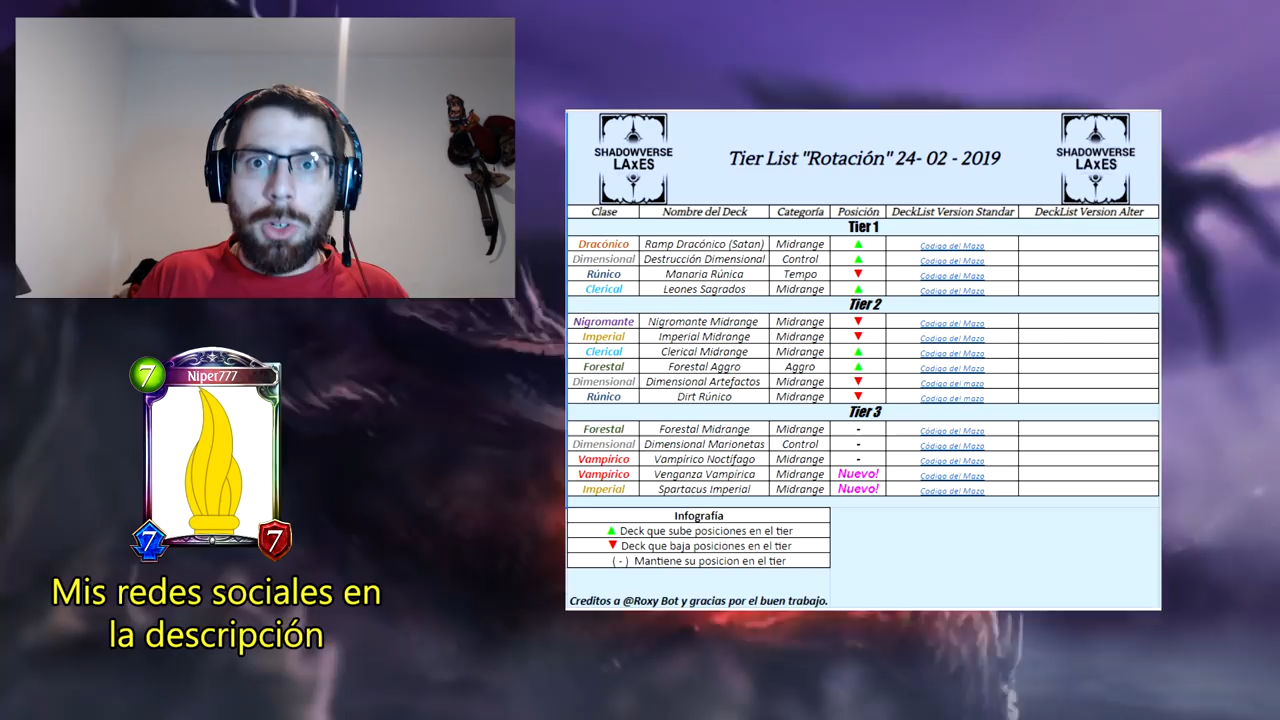 7
Niper777
7
7
Mis redes sociales en
la descripción
SHADOWVERSE
LAxES
Tier List "Rotación" 24- 02 - 2019
SHADOWVERSE
LAxES
Clase Nombre del Deck Categoría Posición DeckList Version Standar DeckList Version Alter
Tier 1
Dracónico Ramp Dracónico (Satan) Midrange ▲ Codigo del Mazo
Dimensional Destrucción Dimensional Control ▲ Codigo del Mazo
Rúnico Manaria Rúnica Tempo ▼ Codigo del Mazo
Clerical Leones Sagrados Midrange ▲ Codigo del Mazo
Tier 2
Nigromante Nigromante Midrange Midrange ▼ Codigo del Mazo
Imperial Imperial Midrange Midrange ▼ Codigo del Mazo
Clerical Clerical Midrange Midrange ▲ Codigo del Mazo
Forestal Forestal Aggro Aggro ▲ Codigo del Mazo
Dimensional Dimensional Artefactos Midrange ▼ Codigo del mazo
Rúnico Dirt Rúnico Midrange ▼ Codigo del mazo
Tier 3
Forestal Forestal Midrange Midrange - Código del Mazo
Dimensional Dimensional Marionetas Control - Codigo del Mazo
Vampírico Vampírico Noctífago Midrange - Codigo del Mazo
Vampírico Venganza Vampírica Midrange Nuevo! Codigo del Mazo
Imperial Spartacus Imperial Midrange Nuevo! Codigo del Mazo
Infografía
▲ Deck que sube posiciones en el tier
▼ Deck que baja posiciones en el tier
( - ) Mantiene su posicion en el tier
Creditos a @Roxy Bot y gracias por el buen trabajo.